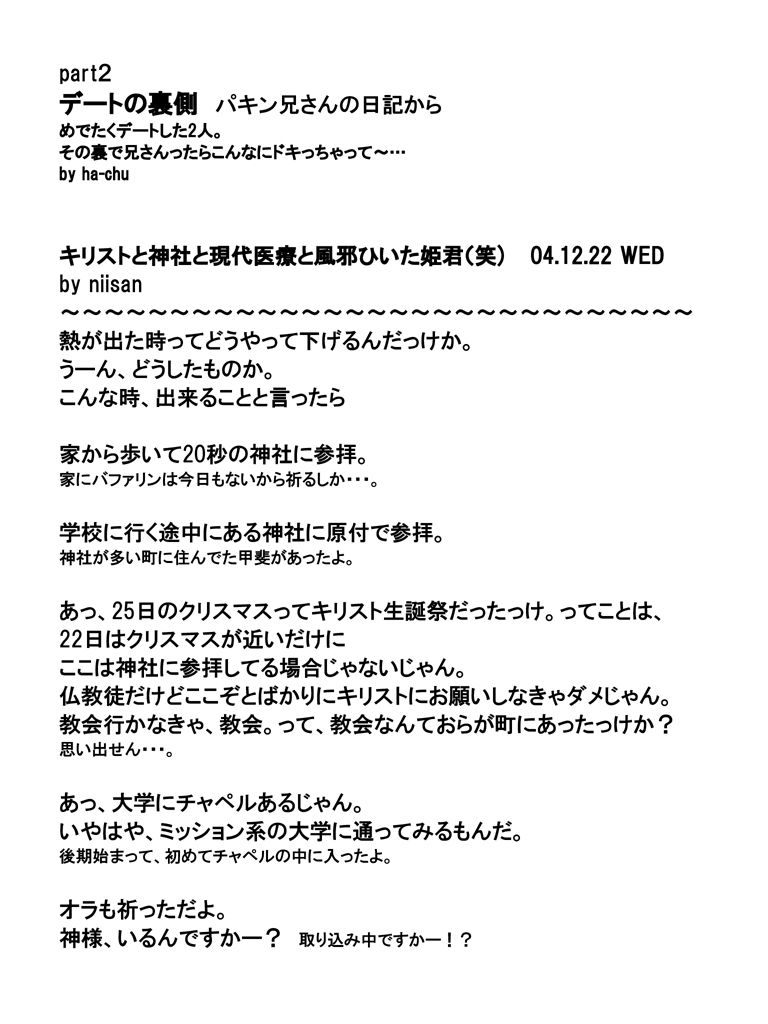 part2
デートの裏側　パキン兄さんの日記から
めでたくデートした2人。
その裏で兄さんったらこんなにドキっちゃって～…
by ha-chu
キリストと神社と現代医療と風邪ひいた姫君（笑）　04.12.22 WED
by niisan
～～～～～～～～～～～～～～～～～～～～～～～～～～～～～
熱が出た時ってどうやって下げるんだっけか。
うーん、どうしたものか。
こんな時、出来ることと言ったら
家から歩いて20秒の神社に参拝。
家にバファリンは今日もないから祈るしか・・・。
学校に行く途中にある神社に原付で参拝。
神社が多い町に住んでた甲斐があったよ。
あっ、25日のクリスマスってキリスト生誕祭だったっけ。ってことは、
22日はクリスマスが近いだけに
ここは神社に参拝してる場合じゃないじゃん。
仏教徒だけどここぞとばかりにキリストにお願いしなきゃダメじゃん。
教会行かなきゃ、教会。って、教会なんておらが町にあったっけか？
思い出せん・・・。
あっ、大学にチャペルあるじゃん。
いやはや、ミッション系の大学に通ってみるもんだ。
後期始まって、初めてチャペルの中に入ったよ。
オラも祈っただよ。
神様、いるんですかー？　取り込み中ですかー！？